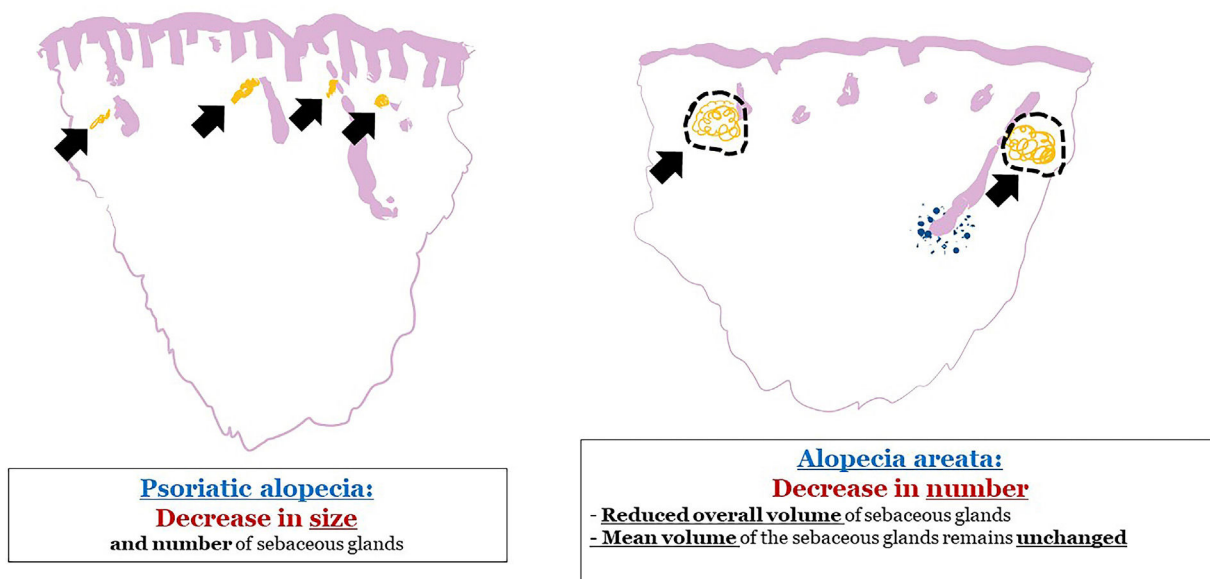 Psoriatic alopecia:
Decrease in size
and number of sebaceous glands
Alopecia areata:
Decrease in number
- Reduced overall volume of sebaceous glands
- Mean volume of the sebaceous glands remains unchanged